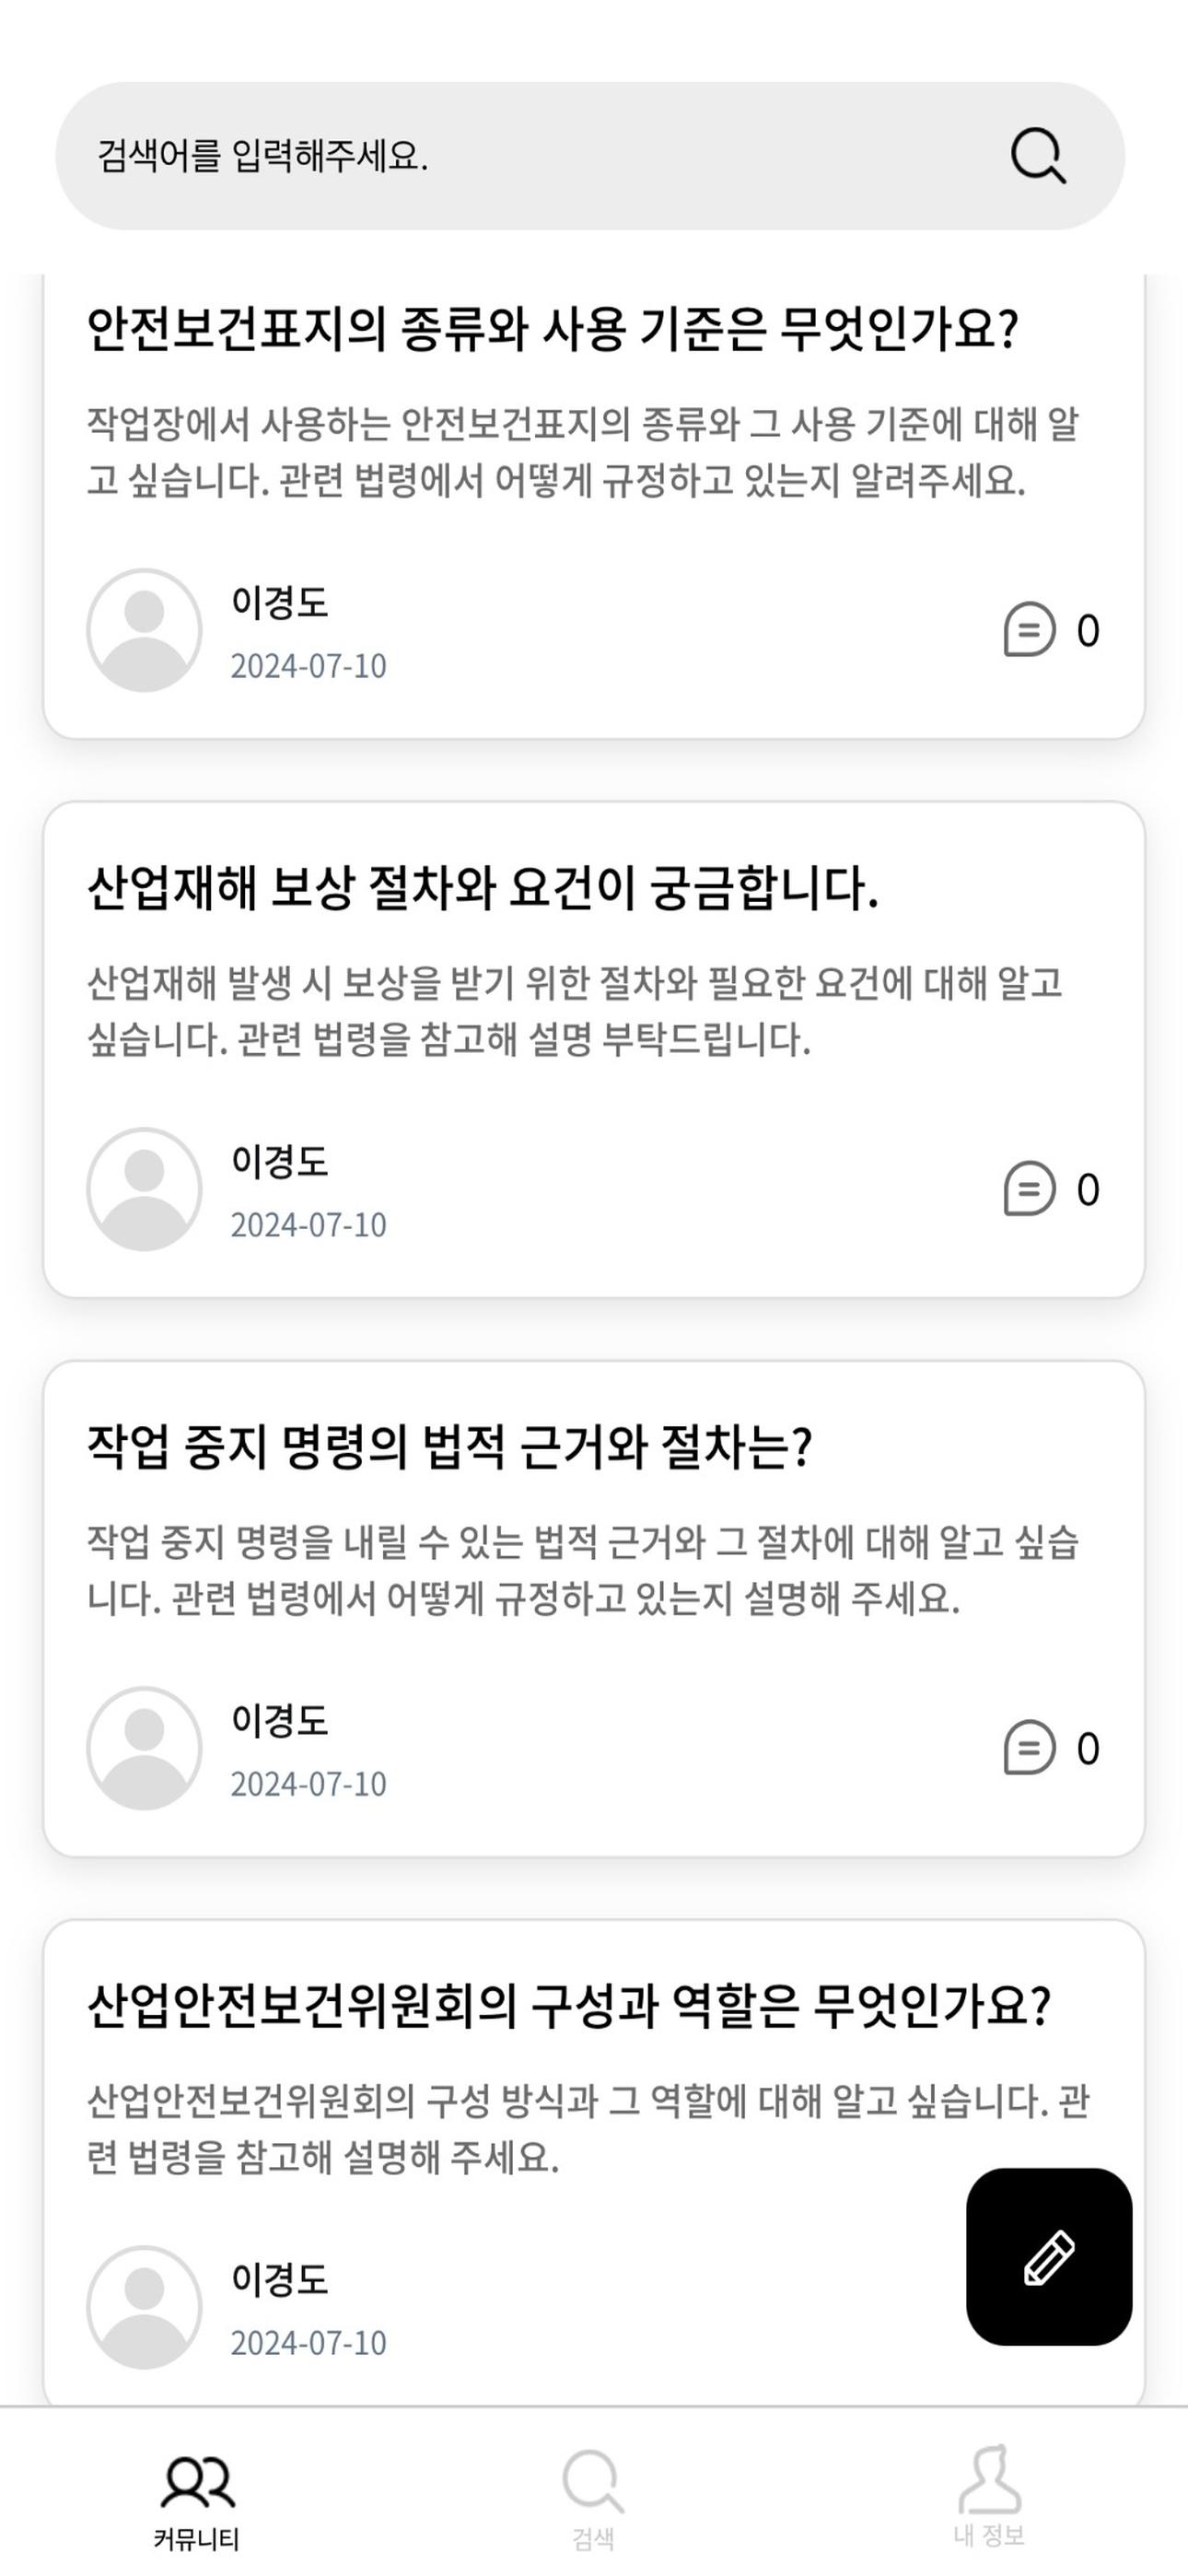 검색어를 입력해주세요.
안전보건표지의 종류와 사용 기준은 무엇인가요?
작업장에서 사용하는 안전보건표지의 종류와 그 사용 기준에 대해 알
고 싶습니다. 관련 법령에서 어떻게 규정하고 있는지 알려주세요.
이경도
2024-07-10
0
산업재해 보상 절차와 요건이 궁금합니다.
산업재해 발생 시 보상을 받기 위한 절차와 필요한 요건에 대해 알고
싶습니다. 관련 법령을 참고해 설명 부탁드립니다.
이경도
2024-07-10
0
작업 중지 명령의 법적 근거와 절차는?
작업 중지 명령을 내릴 수 있는 법적 근거와 그 절차에 대해 알고 싶습
니다. 관련 법령에서 어떻게 규정하고 있는지 설명해 주세요.
이경도
2024-07-10
0
산업안전보건위원회의 구성과 역할은 무엇인가요?
산업안전보건위원회의 구성 방식과 그 역할에 대해 알고 싶습니다. 관
련 법령을 참고해 설명해 주세요.
이경도
2024-07-10
커뮤니티
검색
내 정보